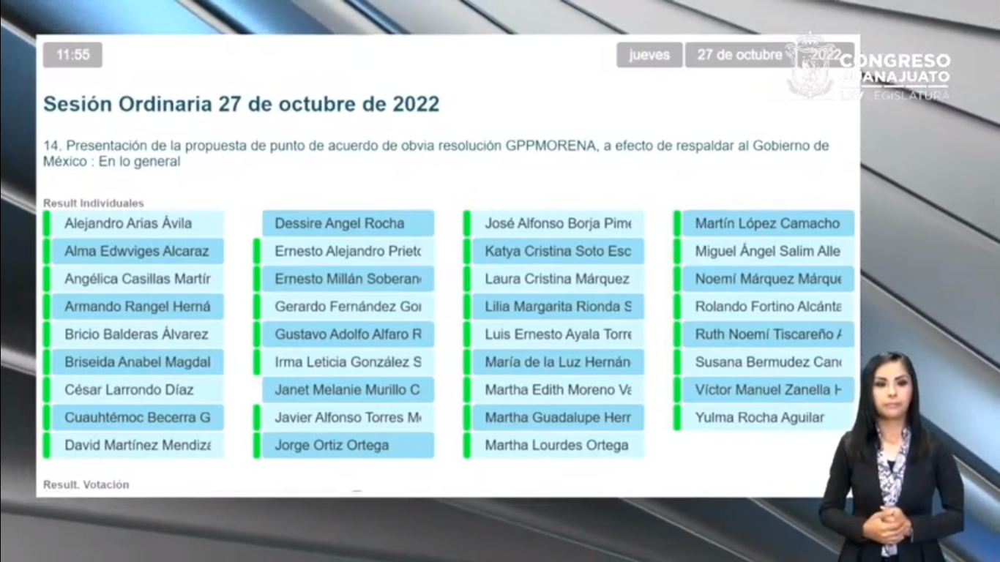 11:55
jueves
27 de octubre
2022
CONGRESO
GUANAJUATO
LXV LEGISLATURA
Sesión Ordinaria 27 de octubre de 2022
14. Presentación de la propuesta de punto de acuerdo de obvia resolución GPPMORENA, a efecto de respaldar al Gobierno de
México : En lo general
Result Individuales
Alejandro Arias Ávila
Alma Edwviges Alcaraz
Angélica Casillas Martír
Armando Rangel Herná
Bricio Balderas Álvarez
Briseida Anabel Magdal
César Larrondo Díaz
Cuauhtémoc Becerra G
David Martínez Mendizá
Dessire Angel Rocha
Ernesto Alejandro Prieto
Ernesto Millán Soberan
Gerardo Fernández Gon
Gustavo Adolfo Alfaro R
Irma Leticia González S
Janet Melanie Murillo C
Javier Alfonso Torres M
Jorge Ortiz Ortega
José Alfonso Borja Pime
Katya Cristina Soto Esc
Laura Cristina Márquez
Lilia Margarita Rionda S
Luis Ernesto Ayala Torre
María de la Luz Hernán
Martha Edith Moreno Va
Martha Guadalupe Herr
Martha Lourdes Ortega
Martín López Camacho
Miguel Ángel Salim Alle
Noemí Márquez Márque
Rolando Fortino Alcánta
Ruth Noemí Tiscareño A
Susana Bermudez Can
Víctor Manuel Zanella H
Yulma Rocha Aguilar
Result. Votación